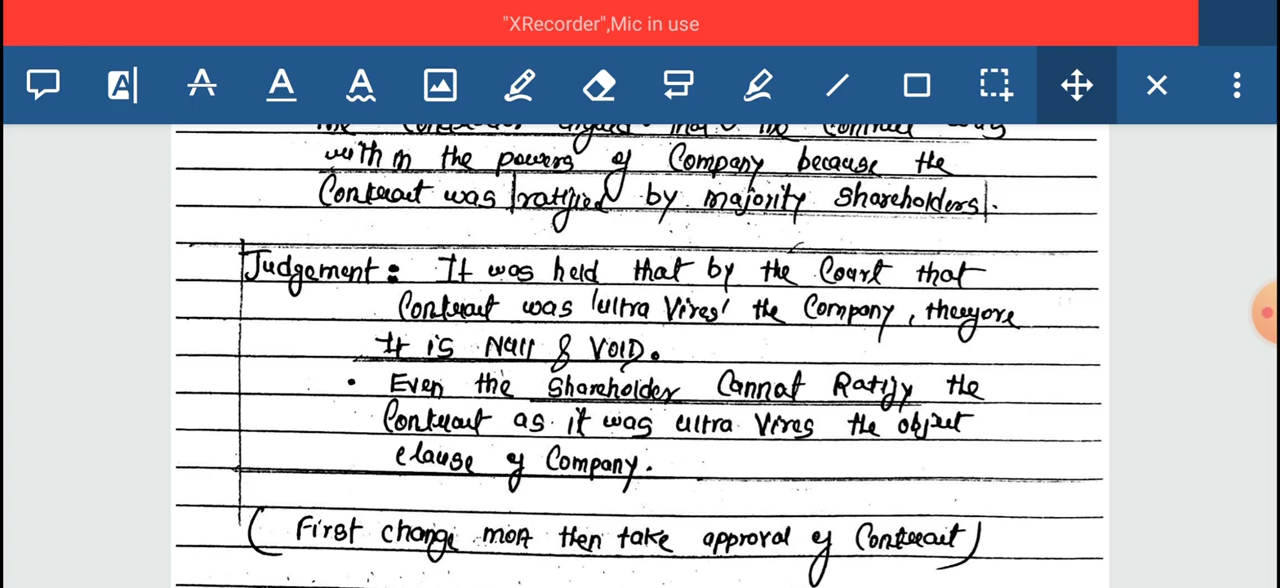 "XRecorder",Mic in use
the contract was
with in the powers of Company because the
Contract was ratified by majority shareholders.
Judgement: It was held that by the Court that
Contract was 'ultra Vires' the Company, therefore
It is Null & VOID.
• Even the Shareholder Cannot Ratify the
Contract as it was ultra Vires the object
clause of Company.
(First change MOA then take approval of Contract)